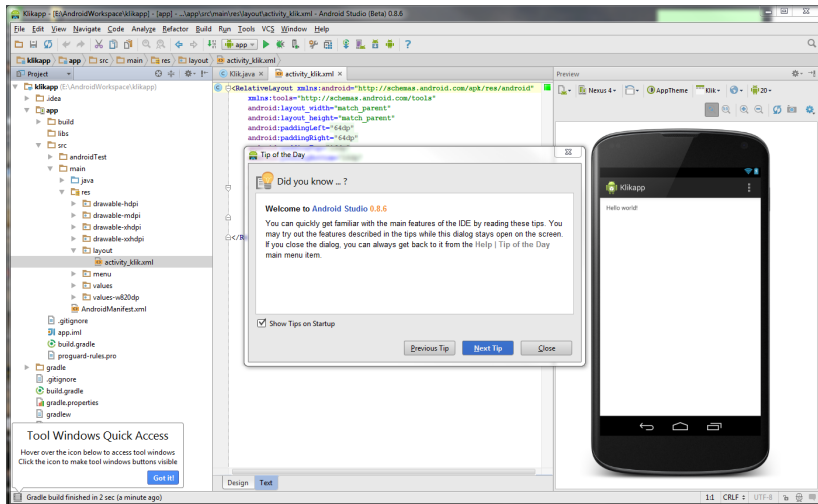 Klikapp - [E:\AndroidWorkspace\klikapp] - [app] - ...\app\src\main\res\layout\activity_klik.xml - Android Studio (Beta) 0.8.6
File Edit View Navigate Code Analyze Refactor Build Run Tools VCS Window Help
app
klikapp app src main res layout activity_klik.xml
Project
Klik.java × activity_klik.xml ×
Preview
klikapp (E:\AndroidWorkspace\klikapp)
.idea
app
build
libs
src
androidTest
main
java
res
drawable-hdpi
drawable-mdpi
drawable-xhdpi
drawable-xxhdpi
layout
activity_klik.xml
menu
values
values-w820dp
AndroidManifest.xml
.gitignore
app.iml
build.gradle
proguard-rules.pro
gradle
.gitignore
build.gradle
gradle.properties
gradlew
<RelativeLayout xmlns:android="http://schemas.android.com/apk/res/android"
xmlns:tools="http://schemas.android.com/tools"
android:layout_width="match_parent"
android:layout_height="match_parent"
android:paddingLeft="64dp"
android:paddingRight="64dp"
</R
Tip of the Day
Did you know ... ?
Welcome to Android Studio 0.8.6
You can quickly get familiar with the main features of the IDE by reading these tips. You
may try out the features described in the tips while this dialog stays open on the screen.
If you close the dialog, you can always get back to it from the Help | Tip of the Day
main menu item.
Show Tips on Startup
Previous Tip Next Tip Close
Nexus 4 AppTheme Klik 20
Klikapp
Hello world!
Tool Windows Quick Access
Hover over the icon below to access tool windows
Click the icon to make tool windows buttons visible
Got it!
Design Text
Gradle build finished in 2 sec (a minute ago)
1:1 CRLF UTF-8